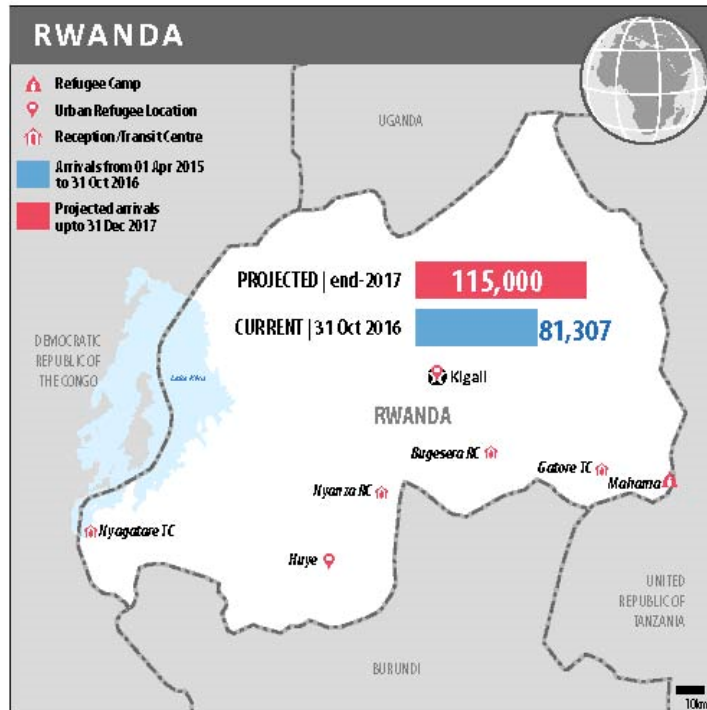 RWANDA
Refugee Camp
Urban Refugee Location
Reception/Transit Centre
Arrivals from 01 Apr 2015
to 31 Oct 2016
Projected arrivals
upto 31 Dec 2017
UGANDA
PROJECTED | end-2017
115,000
CURRENT | 31 Oct 2016
81,307
DEMOCRATIC
REPUBLIC OF
THE CONGO
Lake Kivu
Kigali
RWANDA
Bugesera RC
Gatore TC
Mahama
Nyanza RC
Nyagatare TC
Huye
UNITED
REPUBLIC OF
TANZANIA
BURUNDI
10km